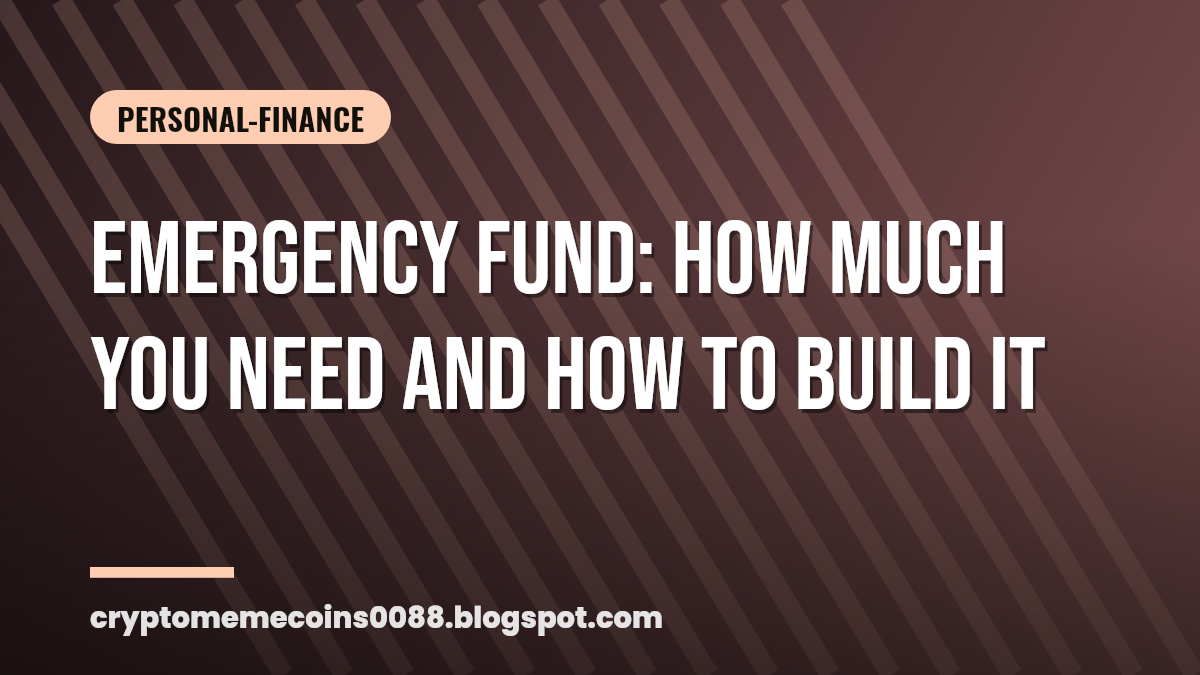 PERSONAL-FINANCE
EMERGENCY FUND: HOW MUCH
YOU NEED AND HOW TO BUILD IT
cryptomemecoins0088.blogspot.com